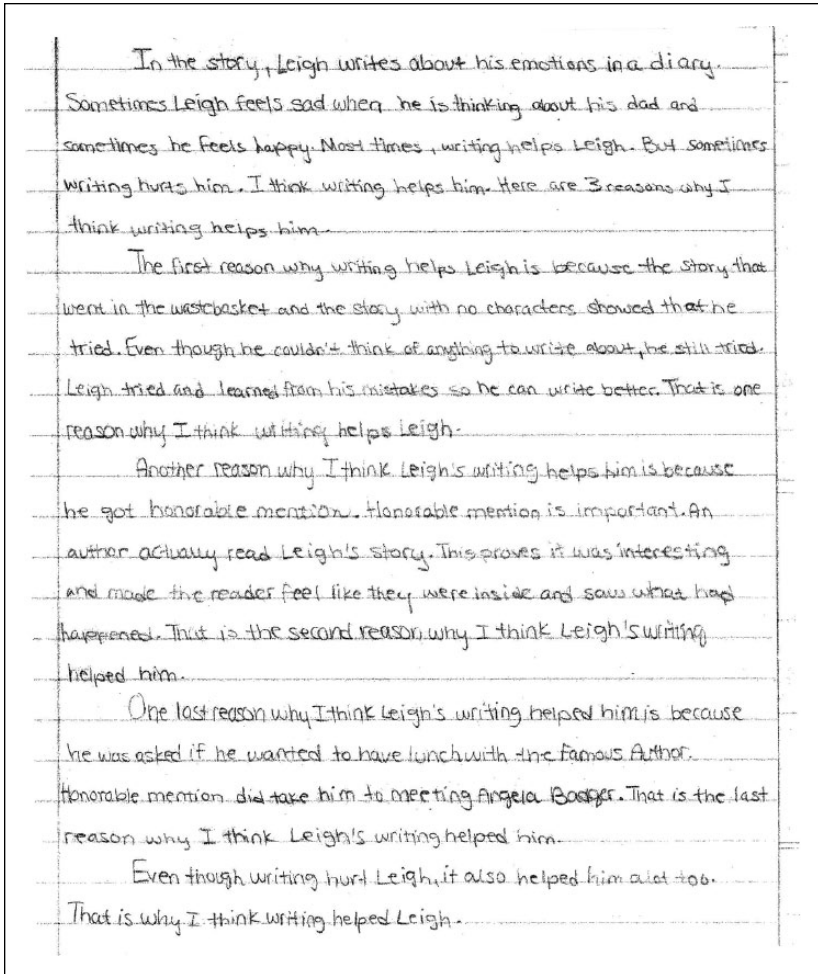 In the story, Leigh writes about his emotions in a diary.
Sometimes Leigh feels sad when he is thinking about his dad and
sometimes he feels happy. Most times, writing helps Leigh. But sometimes
writing hurts him. I think writing helps him. Here are 3 reasons why I
think writing helps him.
The first reason why writing helps Leigh is because the story that
went in the wastebasket and the story with no characters showed that he
tried. Even though he couldn't think of anything to write about, he still tried.
Leigh tried and learned from his mistakes so he can write better. That is one
reason why I think writing helps Leigh.
Another reason why I think Leigh's writing helps him is because
he got honorable mention. Honorable mention is important. An
author actually read Leigh's story. This proves it was interesting
and made the reader feel like they were inside and saw what had
happened. That is the second reason why I think Leigh's writing
helped him.
One last reason why I think Leigh's writing helped him is because
he was asked if he wanted to have lunch with the Famous Author.
Honorable mention did take him to meeting Angela Badger. That is the last
reason why I think Leigh's writing helped him.
Even though writing hurt Leigh, it also helped him alot too.
That is why I think writing helped Leigh.